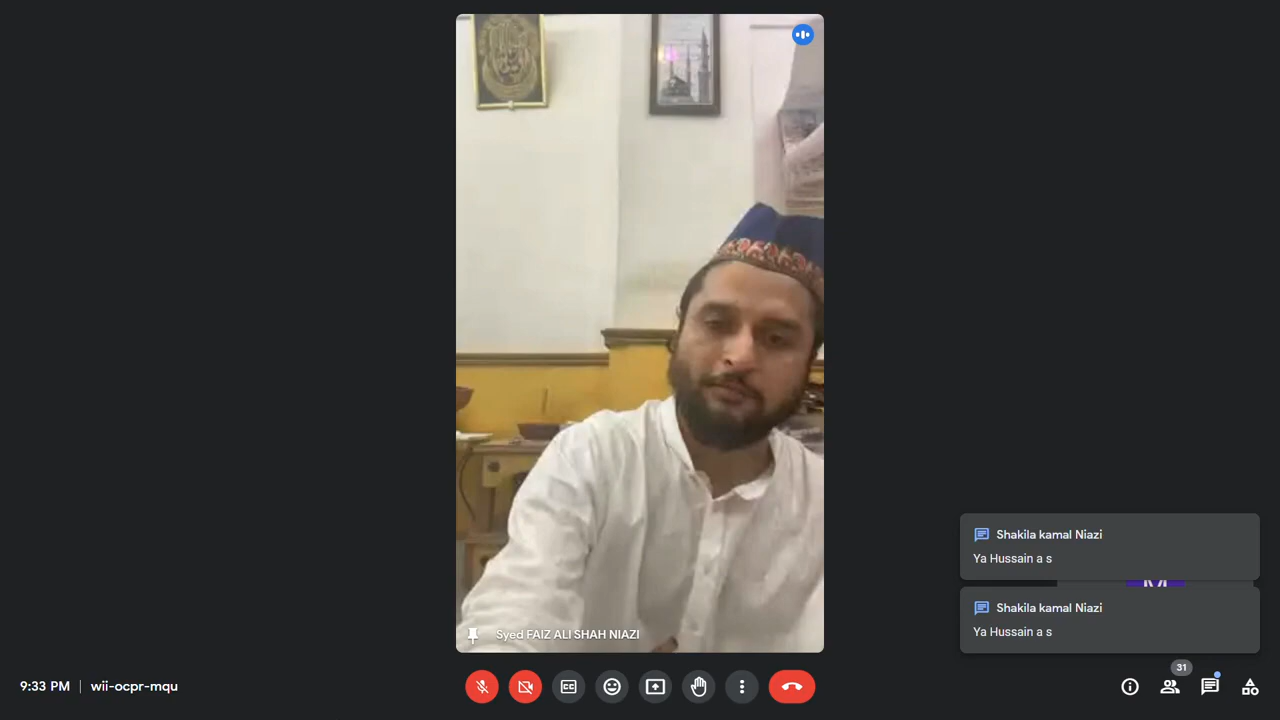 Shakila kamal Niazi
Ya Hussain a s
Shakila kamal Niazi
Ya Hussain a s
Syed FAIZ ALI SHAH NIAZI
31
9:33 PM | wii-ocpr-mqu
CC